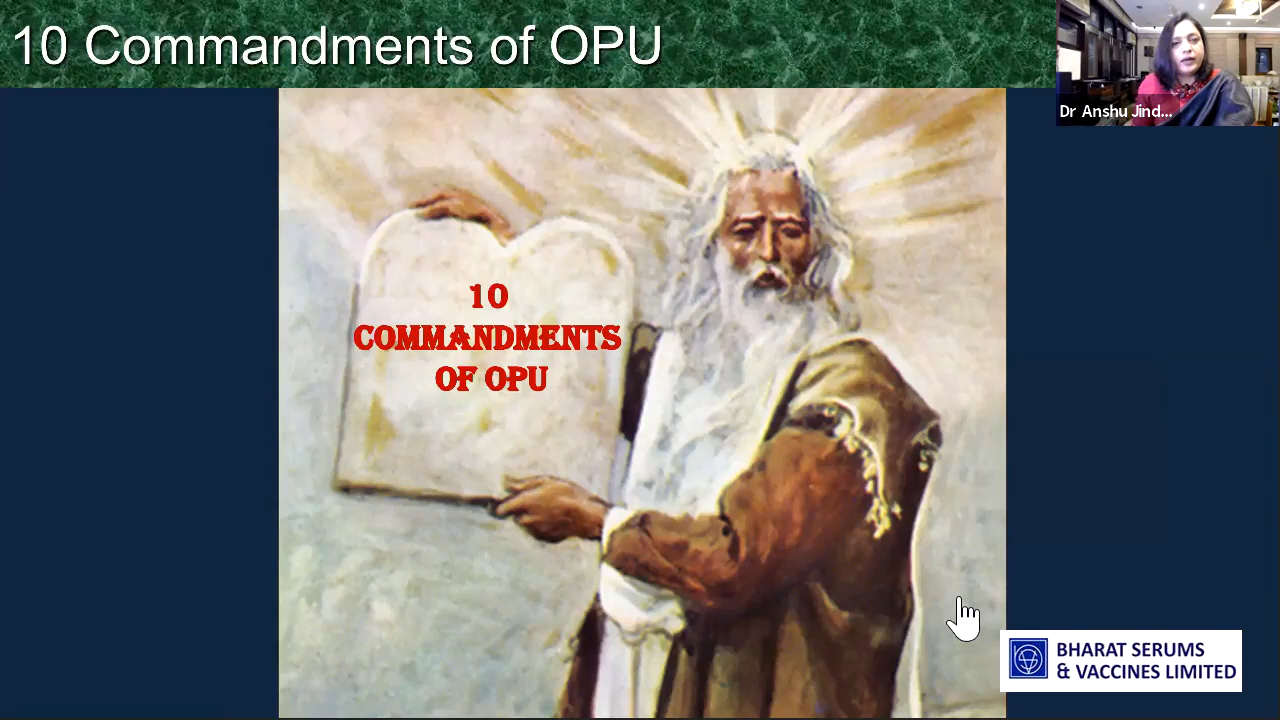 10 Commandments of OPU
Dr Anshu Jind...
10
COMMANDMENTS
OF OPU
BHARAT SERUMS
& VACCINES LIMITED